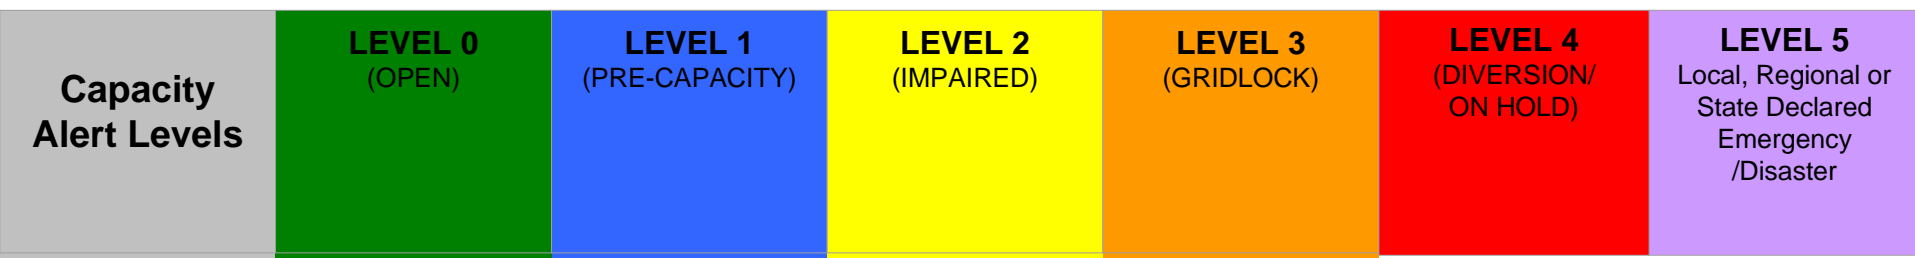 Capacity
Alert Levels
LEVEL 0
(OPEN)
LEVEL 1
(PRE-CAPACITY)
LEVEL 2
(IMPAIRED)
LEVEL 3
(GRIDLOCK)
LEVEL 4
(DIVERSION/
ON HOLD)
LEVEL 5
Local, Regional or
State Declared
Emergency
/Disaster